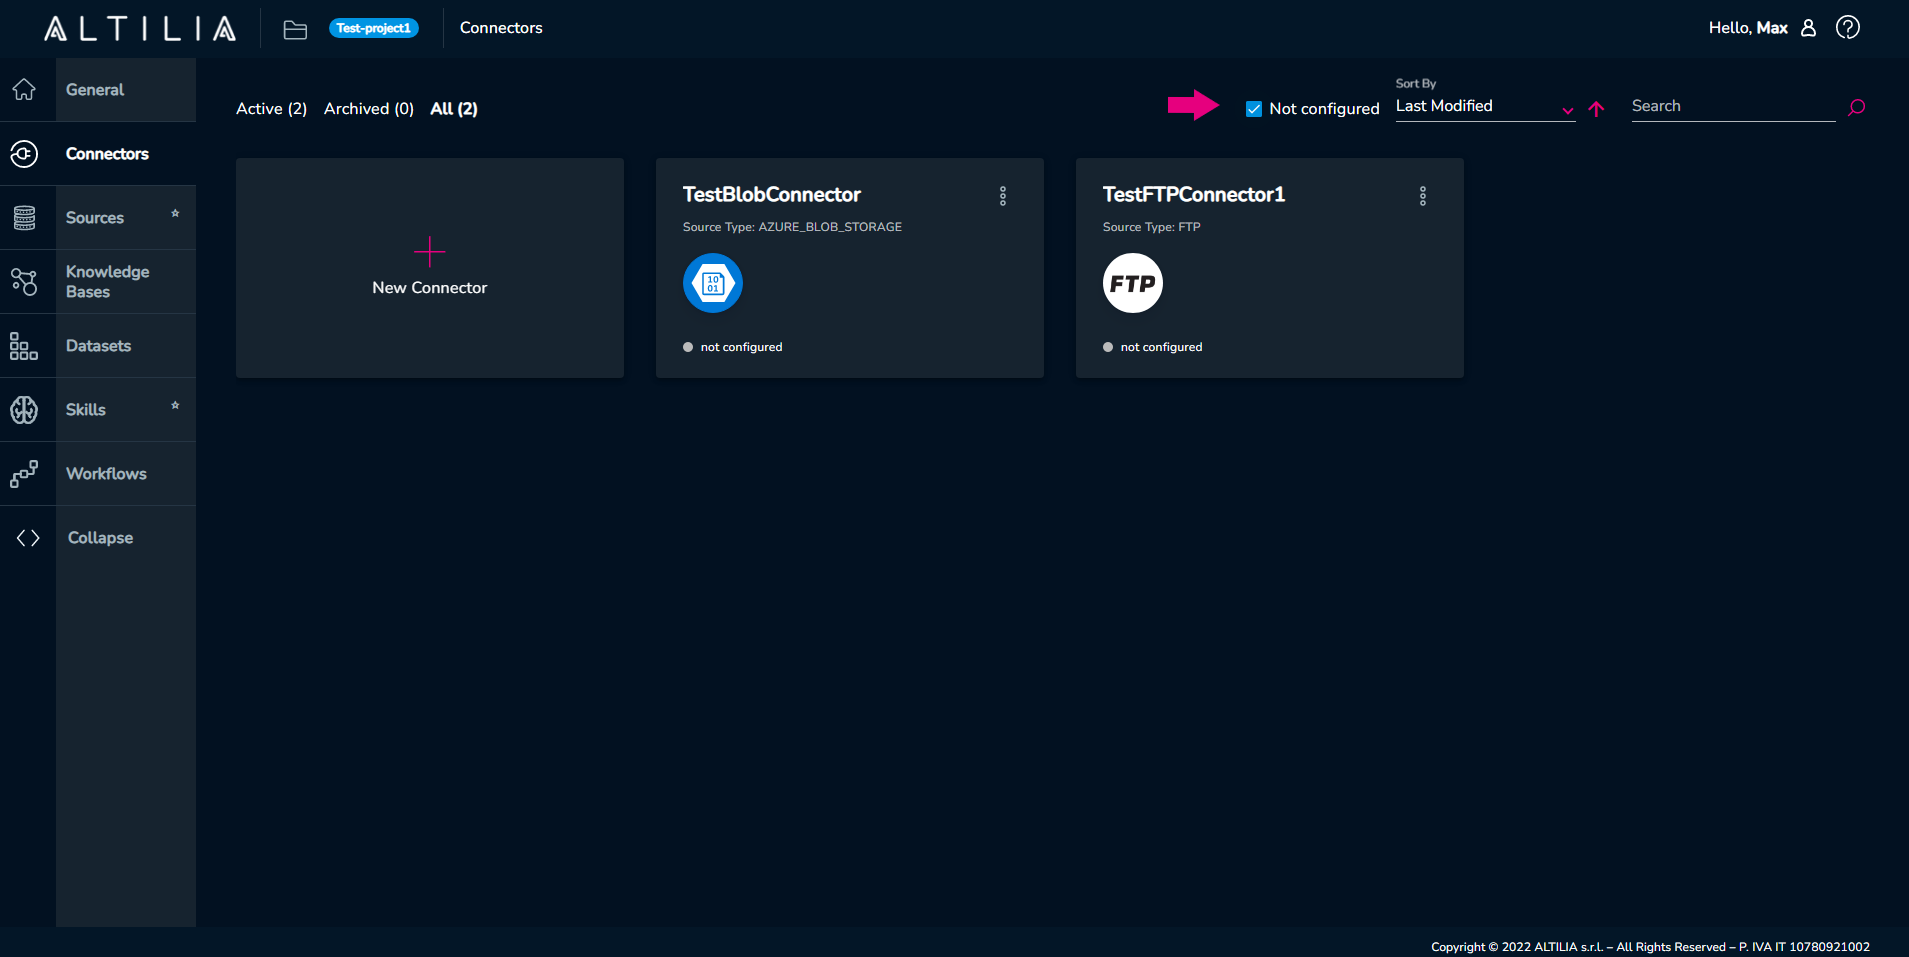 ALTILIA
Test-project1
Connectors
Hello, Max
General
Connectors
Sources
Knowledge
Bases
Datasets
Skills
Workflows
Collapse
Active (2) Archived (0) All (2)
Not configured
Sort By
Last Modified
Search
New Connector
TestBlobConnector
Source Type: AZURE_BLOB_STORAGE
10
01
not configured
TestFTPConnector1
Source Type: FTP
FTP
not configured
Copyright © 2022 ALTILIA s.r.l. – All Rights Reserved – P. IVA IT 10780921002